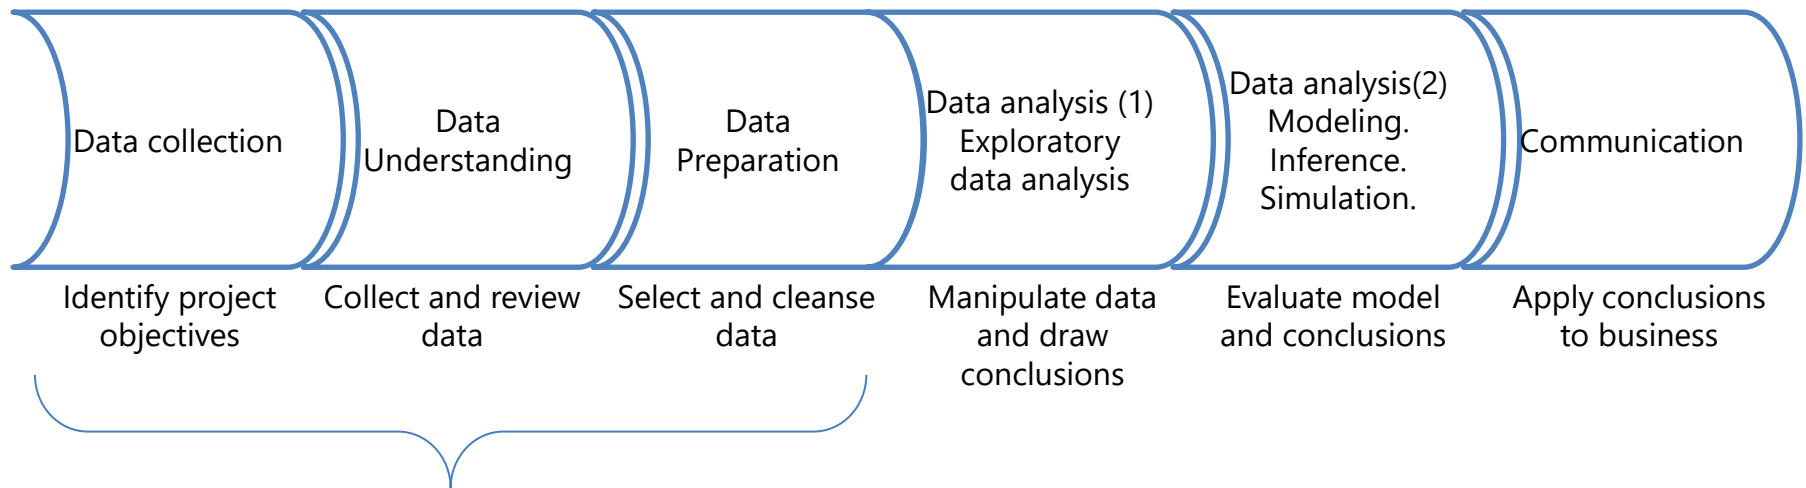 Data collection
Data
Understanding
Data
Preparation
Data analysis (1)
Exploratory
data analysis
Data analysis(2)
Modeling.
Inference.
Simulation.
Communication
Identify project
objectives
Collect and review
data
Select and cleanse
data
Manipulate data
and draw
conclusions
Evaluate model
and conclusions
Apply conclusions
to business